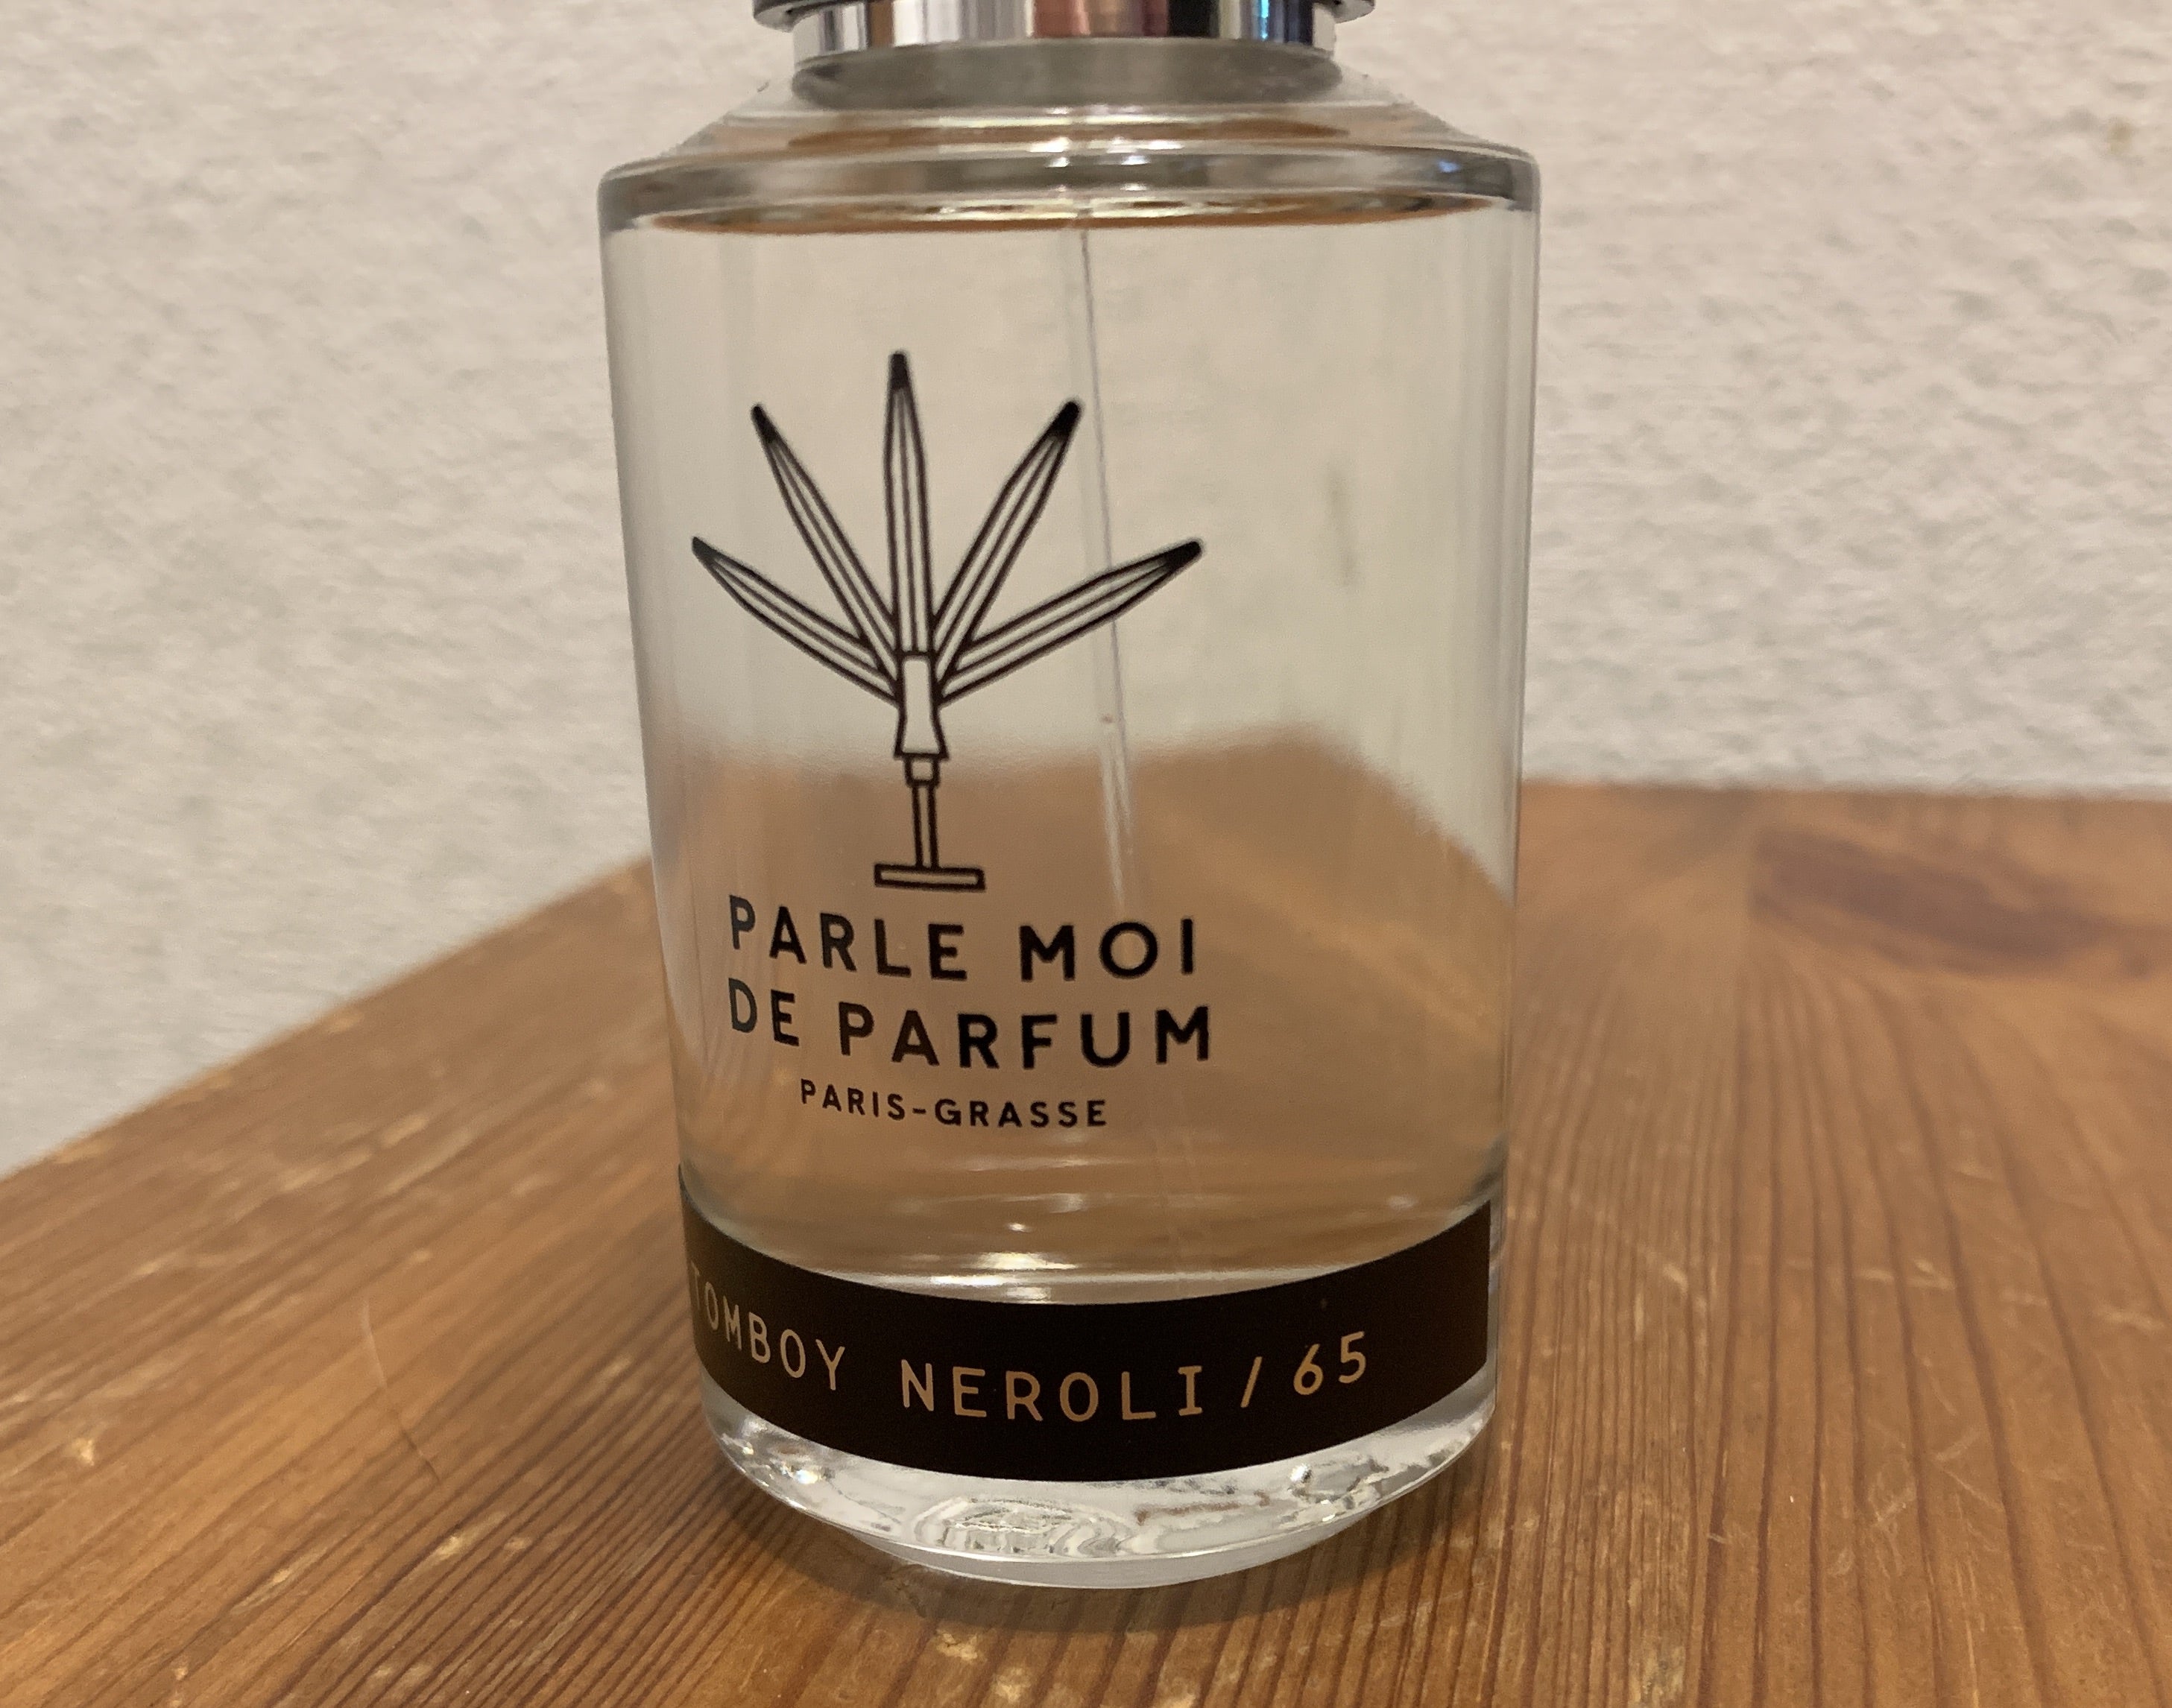 PARLE MOI
DE PARFUM
PARIS-GRASSE
TOMBOY NEROLI / 65